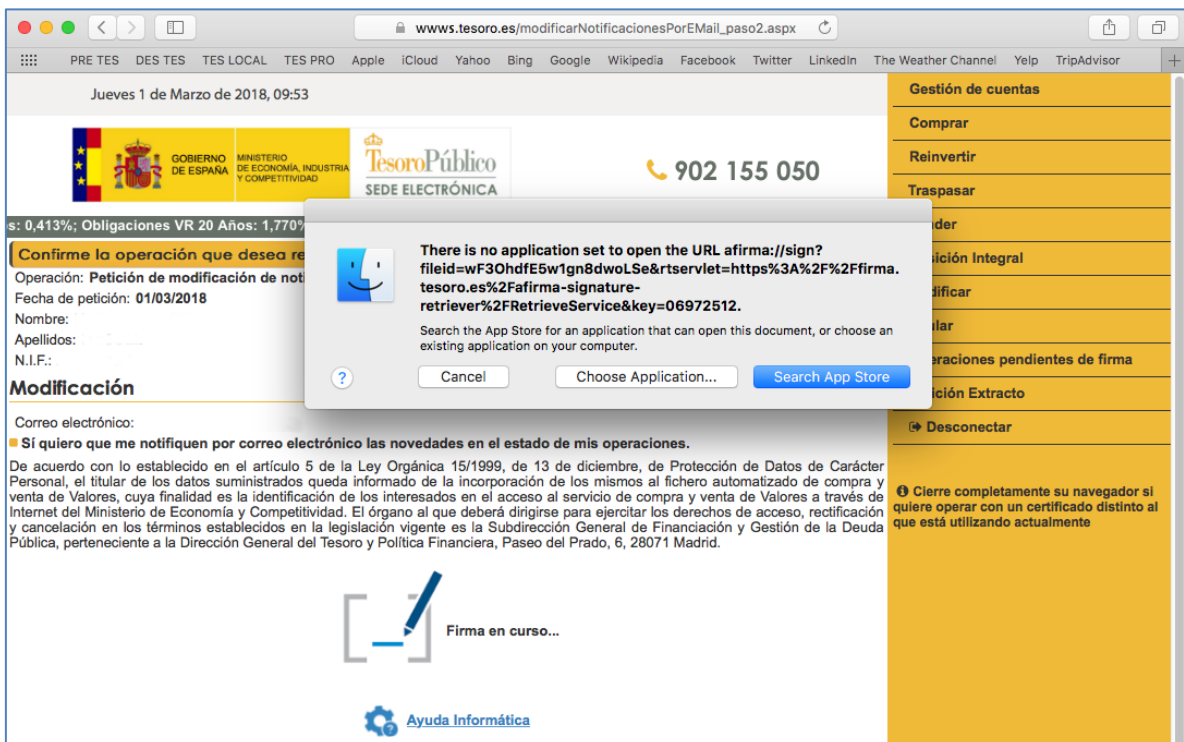 wwws.tesoro.es/modificarNotificacionesPorEMail_paso2.aspx
PRE TES DES TES TES LOCAL TES PRO Apple iCloud Yahoo Bing Google Wikipedia Facebook Twitter LinkedIn The Weather Channel Yelp TripAdvisor
Jueves 1 de Marzo de 2018, 09:53
GOBIERNO
DE ESPAÑA
MINISTERIO
DE ECONOMÍA, INDUSTRIA
Y COMPETITIVIDAD
TesoroPúblico
SEDE ELECTRÓNICA
902 155 050
s: 0,413%; Obligaciones VR 20 Años: 1,770%
Confirme la operación que desea re
Operación: Petición de modificación de noti
Fecha de petición: 01/03/2018
Nombre:
Apellidos:
N.I.F.:
Modificación
Correo electrónico:
Sí quiero que me notifiquen por correo electrónico las novedades en el estado de mis operaciones.
De acuerdo con lo establecido en el artículo 5 de la Ley Orgánica 15/1999, de 13 de diciembre, de Protección de Datos de Carácter
Personal, el titular de los datos suministrados queda informado de la incorporación de los mismos al fichero automatizado de compra y
venta de Valores, cuya finalidad es la identificación de los interesados en el acceso al servicio de compra y venta de Valores a través de
Internet del Ministerio de Economía y Competitividad. El órgano al que deberá dirigirse para ejercitar los derechos de acceso, rectificación
y cancelación en los términos establecidos en la legislación vigente es la Subdirección General de Financiación y Gestión de la Deuda
Pública, perteneciente a la Dirección General del Tesoro y Política Financiera, Paseo del Prado, 6, 28071 Madrid.
Firma en curso...
Ayuda Informática
There is no application set to open the URL afirma://sign?
fileid=wF3OhdfE5w1gn8dwoLSe&rtservlet=https%3A%2F%2Ffirma.
tesoro.es%2Fafirma-signature-
retriever%2FRetrieveService&key=06972512.
Search the App Store for an application that can open this document, or choose an
existing application on your computer.
?
Cancel
Choose Application...
Search App Store
Gestión de cuentas
Comprar
Reinvertir
Traspasar
der
ición Integral
dificar
lar
eraciones pendientes de firma
ición Extracto
Desconectar
Cierre completamente su navegador si
quiere operar con un certificado distinto al
que está utilizando actualmente